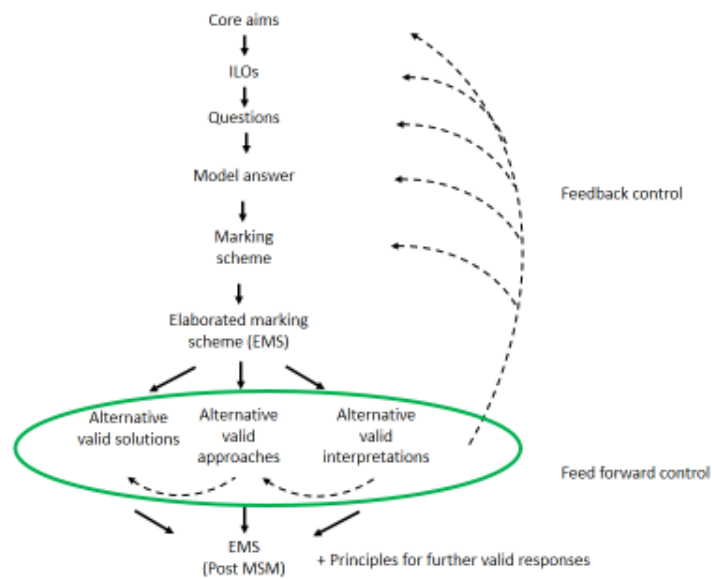 Core aims
ILOs
Questions
Model answer
Feedback control
Marking
scheme
Elaborated marking
scheme (EMS)
Alternative
valid solutions
Alternative
valid
approaches
Alternative
valid
interpretations
Feed forward control
EMS
(Post MSM)
+ Principles for further valid responses